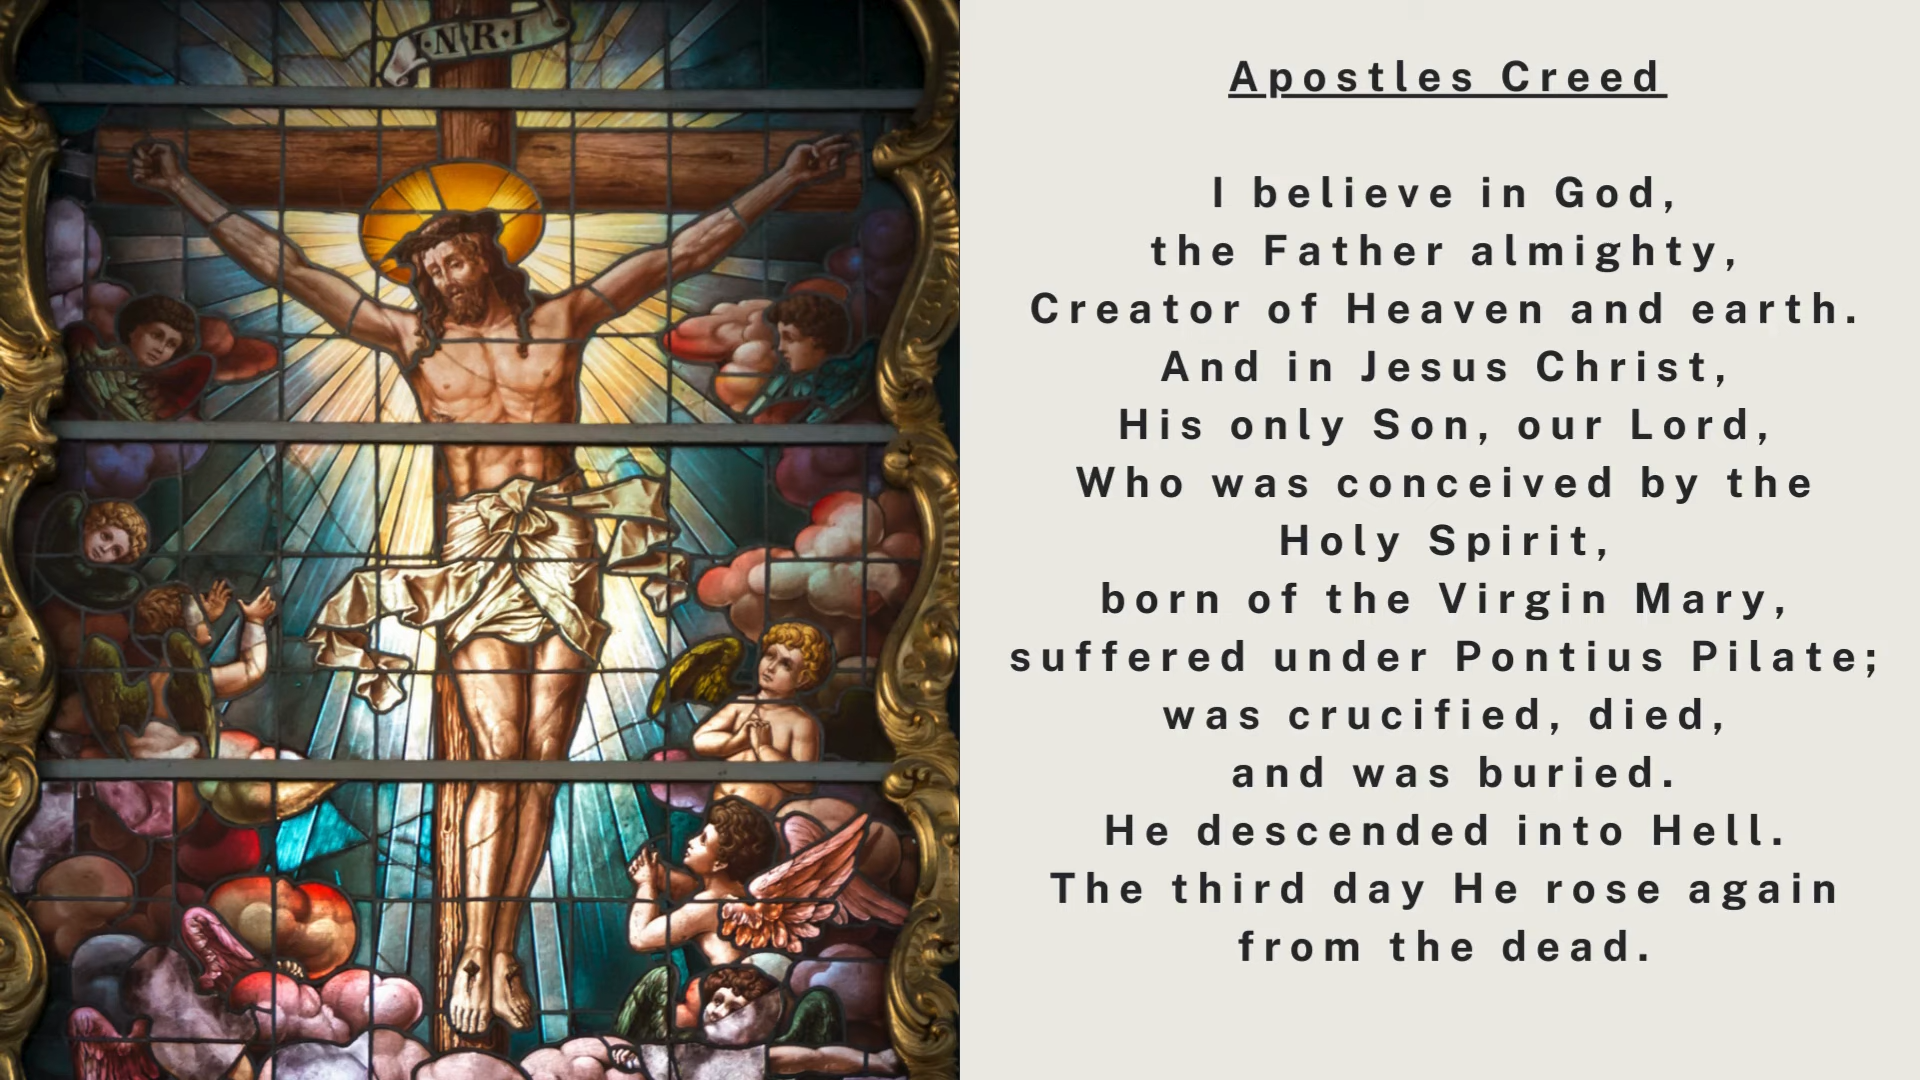 I·N·R·I
Apostles Creed
I believe in God,
the Father almighty,
Creator of Heaven and earth.
And in Jesus Christ,
His only Son, our Lord,
Who was conceived by the
Holy Spirit,
born of the Virgin Mary,
suffered under Pontius Pilate;
was crucified, died,
and was buried.
He descended into Hell.
The third day He rose again
from the dead.